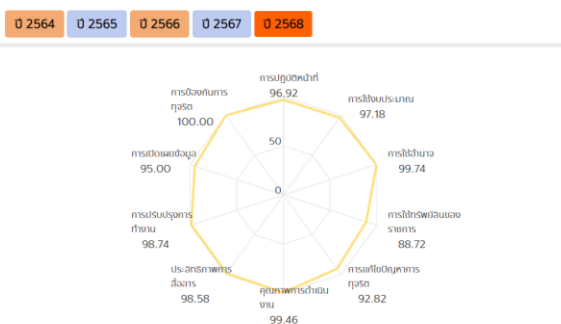 ปี 2564 ปี 2565 ปี 2566 ปี 2567 ปี 2568
การปฏิบัติหน้าที่
96.92
การใช้งบประมาณ
97.18
การใช้อำนาจ
99.74
การใช้ทรัพย์สินของ
ราชการ
88.72
การแก้ไขปัญหาการ
ทุจริต
92.82
คุณภาพการดำเนิน
งาน
99.46
ประสิทธิภาพการ
สื่อสาร
98.58
การปรับปรุงการ
ทำงาน
98.74
การเปิดเผยข้อมูล
95.00
การป้องกันการ
ทุจริต
100.00
50
0